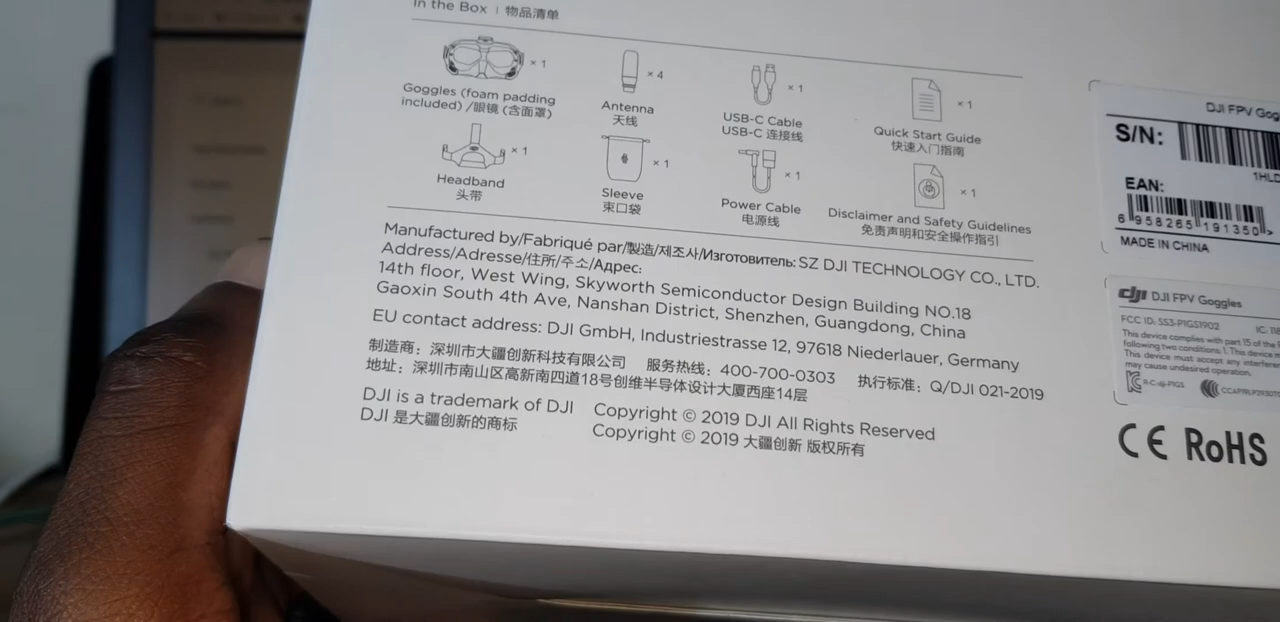 In the Box | 物品清单
× 1
× 4
× 1
× 1
Goggles (foam padding
included) /眼镜 (含面罩)
Antenna
天线
USB-C Cable
USB-C 连接线
Quick Start Guide
快速入门指南
× 1
× 1
× 1
× 1
Headband
头带
Sleeve
束口袋
Power Cable
电源线
Disclaimer and Safety Guidelines
免责声明和安全操作指引
Manufactured by/Fabriqué par/製造/제조사/Изготовитель: SZ DJI TECHNOLOGY CO., LTD.
Address/Adresse/住所/주소/Адрес:
14th floor, West Wing, Skyworth Semiconductor Design Building NO.18
Gaoxin South 4th Ave, Nanshan District, Shenzhen, Guangdong, China
EU contact address: DJI GmbH, Industriestrasse 12, 97618 Niederlauer, Germany
制造商：深圳市大疆创新科技有限公司 服务热线：400-700-0303 执行标准：Q/DJI 021-2019
地址：深圳市南山区高新南四道18号创维半导体设计大厦西座14层
DJI is a trademark of DJI
DJI 是大疆创新的商标
Copyright © 2019 DJI All Rights Reserved
Copyright © 2019 大疆创新 版权所有
DJI FPV Gog
S/N:
1HLD
EAN:
6 958265 191350 >
MADE IN CHINA
dji DJI FPV Goggles
FCC ID: SS3-P1GS1902 IC: 11
This device complies with part 15 of the F
following two conditions: 1. This device m
This device must accept any interferen
may cause undesired operation.
R-C-dji-P1GS
CE RoHS